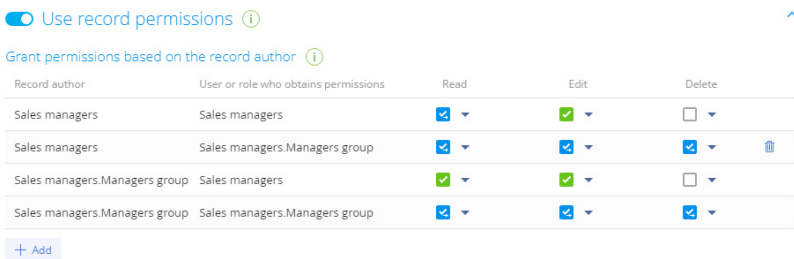 Use record permissions i
Grant permissions based on the record author i
Record author User or role who obtains permissions Read Edit Delete
Sales managers Sales managers
Sales managers Sales managers.Managers group
Sales managers.Managers group Sales managers
Sales managers.Managers group Sales managers.Managers group
+ Add